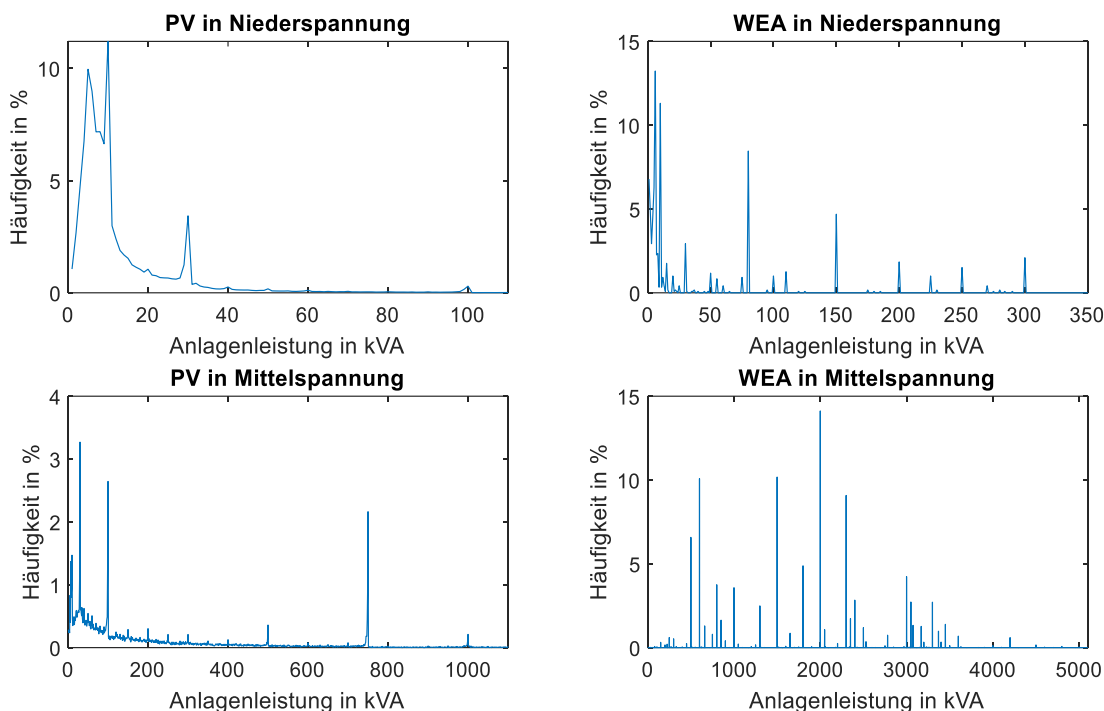 PV in Niederspannung
Häufigkeit in %
10
5
0
0 20 40 60 80 100
Anlagenleistung in kVA
WEA in Niederspannung
Häufigkeit in %
15
10
5
0
0 50 100 150 200 250 300 350
Anlagenleistung in kVA
PV in Mittelspannung
Häufigkeit in %
4
3
2
1
0
0 200 400 600 800 1000
Anlagenleistung in kVA
WEA in Mittelspannung
Häufigkeit in %
15
10
5
0
0 1000 2000 3000 4000 5000
Anlagenleistung in kVA